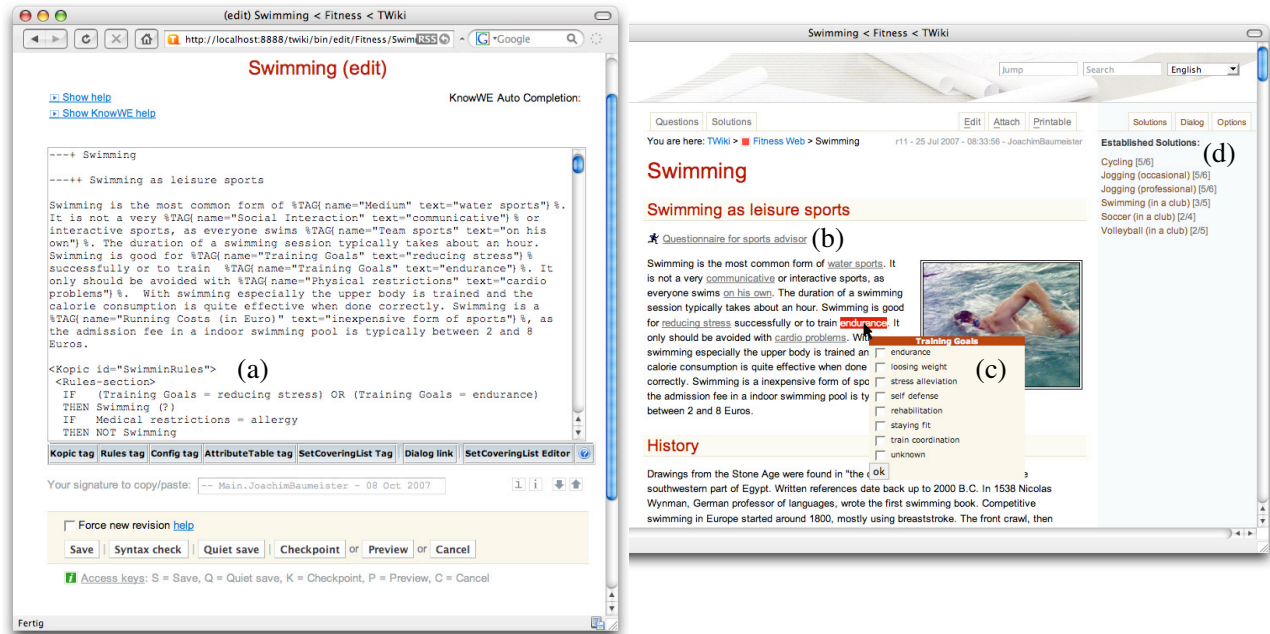 (edit) Swimming < Fitness < TWiki
http://localhost:8888/twiki/bin/edit/Fitness/Swim
RSS
Google
Swimming (edit)
Show help
KnowWE Auto Completion:
Show KnowWE help
---+ Swimming
---++ Swimming as leisure sports
Swimming is the most common form of %TAG{name="Medium" text="water sports"}%.
It is not a very %TAG{name="Social Interaction" text="communicative"}% or
interactive sports, as everyone swims %TAG{name="Team sports" text="on his
own"}%. The duration of a swimming session typically takes about an hour.
Swimming is good for %TAG{name="Training Goals" text="reducing stress"}%
successfully or to train %TAG{name="Training Goals" text="endurance"}%. It
only should be avoided with %TAG{name="Physical restrictions" text="cardio
problems"}%. With swimming especially the upper body is trained and the
calorie consumption is quite effective when done correctly. Swimming is a
%TAG{name="Running Costs (in Euro)" text="inexpensive form of sports"}%, as
the admission fee in a indoor swimming pool is typically between 2 and 8
Euros.
<Kopic id="SwimminRules">
(a)
<Rules-section>
IF (Training Goals = reducing stress) OR (Training Goals = endurance)
THEN Swimming (?)
IF Medical restrictions = allergy
THEN NOT Swimming
Kopic tag Rules tag Config tag AttributeTable tag SetCoveringList Tag Dialog link SetCoveringList Editor
Your signature to copy/paste: -- Main.JoachimBaumeister - 08 Oct 2007
Force new revision help
Save | Syntax check | Quiet save | Checkpoint or Preview or Cancel
Access keys: S = Save, Q = Quiet save, K = Checkpoint, P = Preview, C = Cancel
Fertig
Swimming < Fitness < TWiki
Jump Search English
Questions Solutions Edit Attach Printable
You are here: TWiki > Fitness Web > Swimming r11 - 25 Jul 2007 - 08:33:56 - JoachimBaumeister
Swimming
Swimming as leisure sports
Questionnaire for sports advisor (b)
Swimming is the most common form of water sports. It
is not a very communicative or interactive sports, as
everyone swims on his own. The duration of a swimming
session typically takes about an hour. Swimming is good
for reducing stress successfully or to train endurance. It
only should be avoided with cardio problems. With
swimming especially the upper body is trained an
calorie consumption is quite effective when done
correctly. Swimming is a inexpensive form of spo
the admission fee in a indoor swimming pool is ty
between 2 and 8 Euros.
Training Goals
endurance
loosing weight
(c)
stress alleviation
self defense
rehabilitation
staying fit
train coordination
unknown
ok
History
Drawings from the Stone Age were found in "the
southwestern part of Egypt. Written references date back up to 2000 B.C. In 1538 Nicolas
Wynman, German professor of languages, wrote the first swimming book. Competitive
swimming in Europe started around 1800, mostly using breaststroke. The front crawl, then
Solutions Dialog Options
Established Solutions:
(d)
Cycling [5/6]
Jogging (occasional) [5/6]
Jogging (professional) [5/6]
Swimming (in a club) [3/5]
Soccer (in a club) [2/4]
Volleyball (in a club) [2/5]